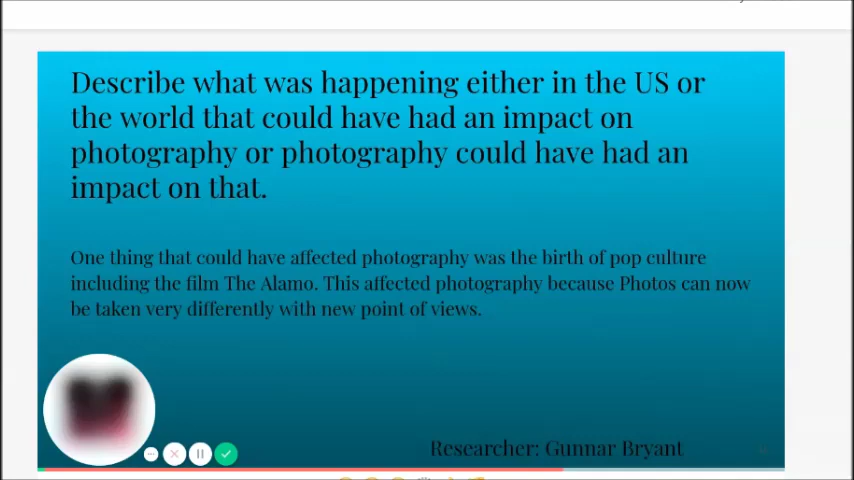 Describe what was happening either in the US or
the world that could have had an impact on
photography or photography could have had an
impact on that.
One thing that could have affected photography was the birth of pop culture
including the film The Alamo. This affected photography because Photos can now
be taken very differently with new point of views.
Researcher: Gunnar Bryant